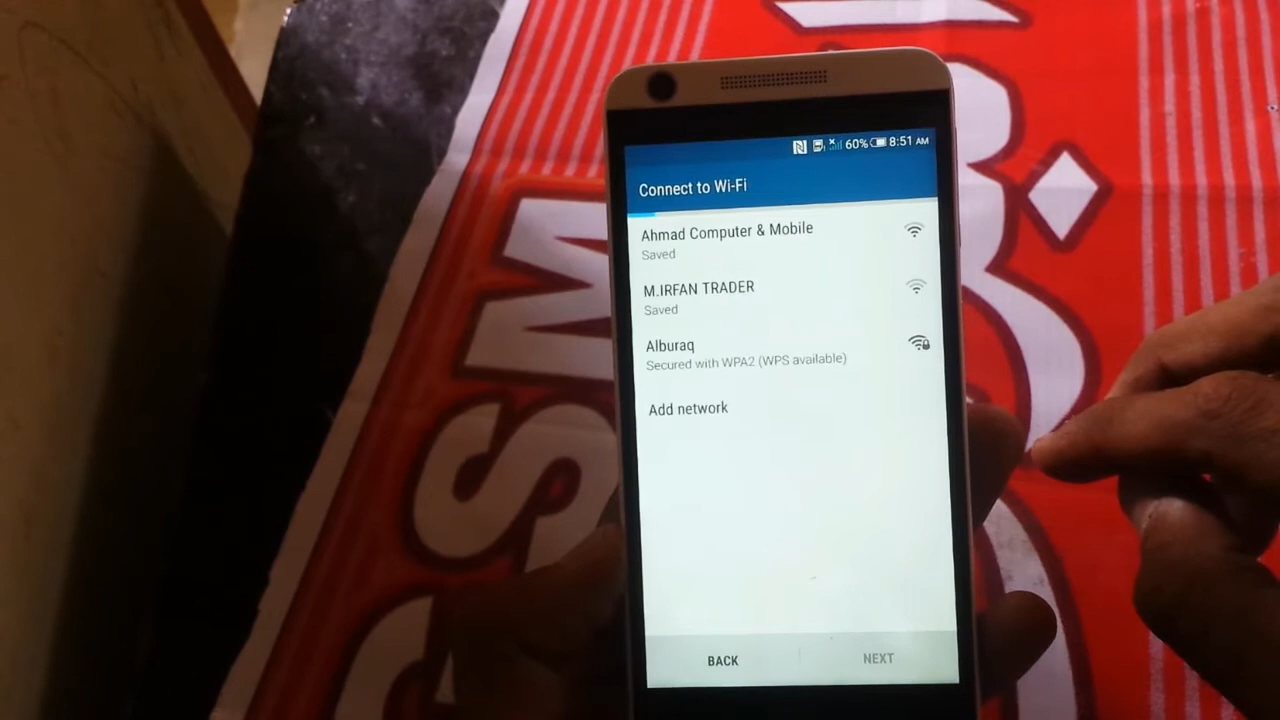 60% 8:51 AM
Connect to Wi-Fi
Ahmad Computer & Mobile
Saved
M.IRFAN TRADER
Saved
Alburaq
Secured with WPA2 (WPS available)
Add network
BACK NEXT
GSM